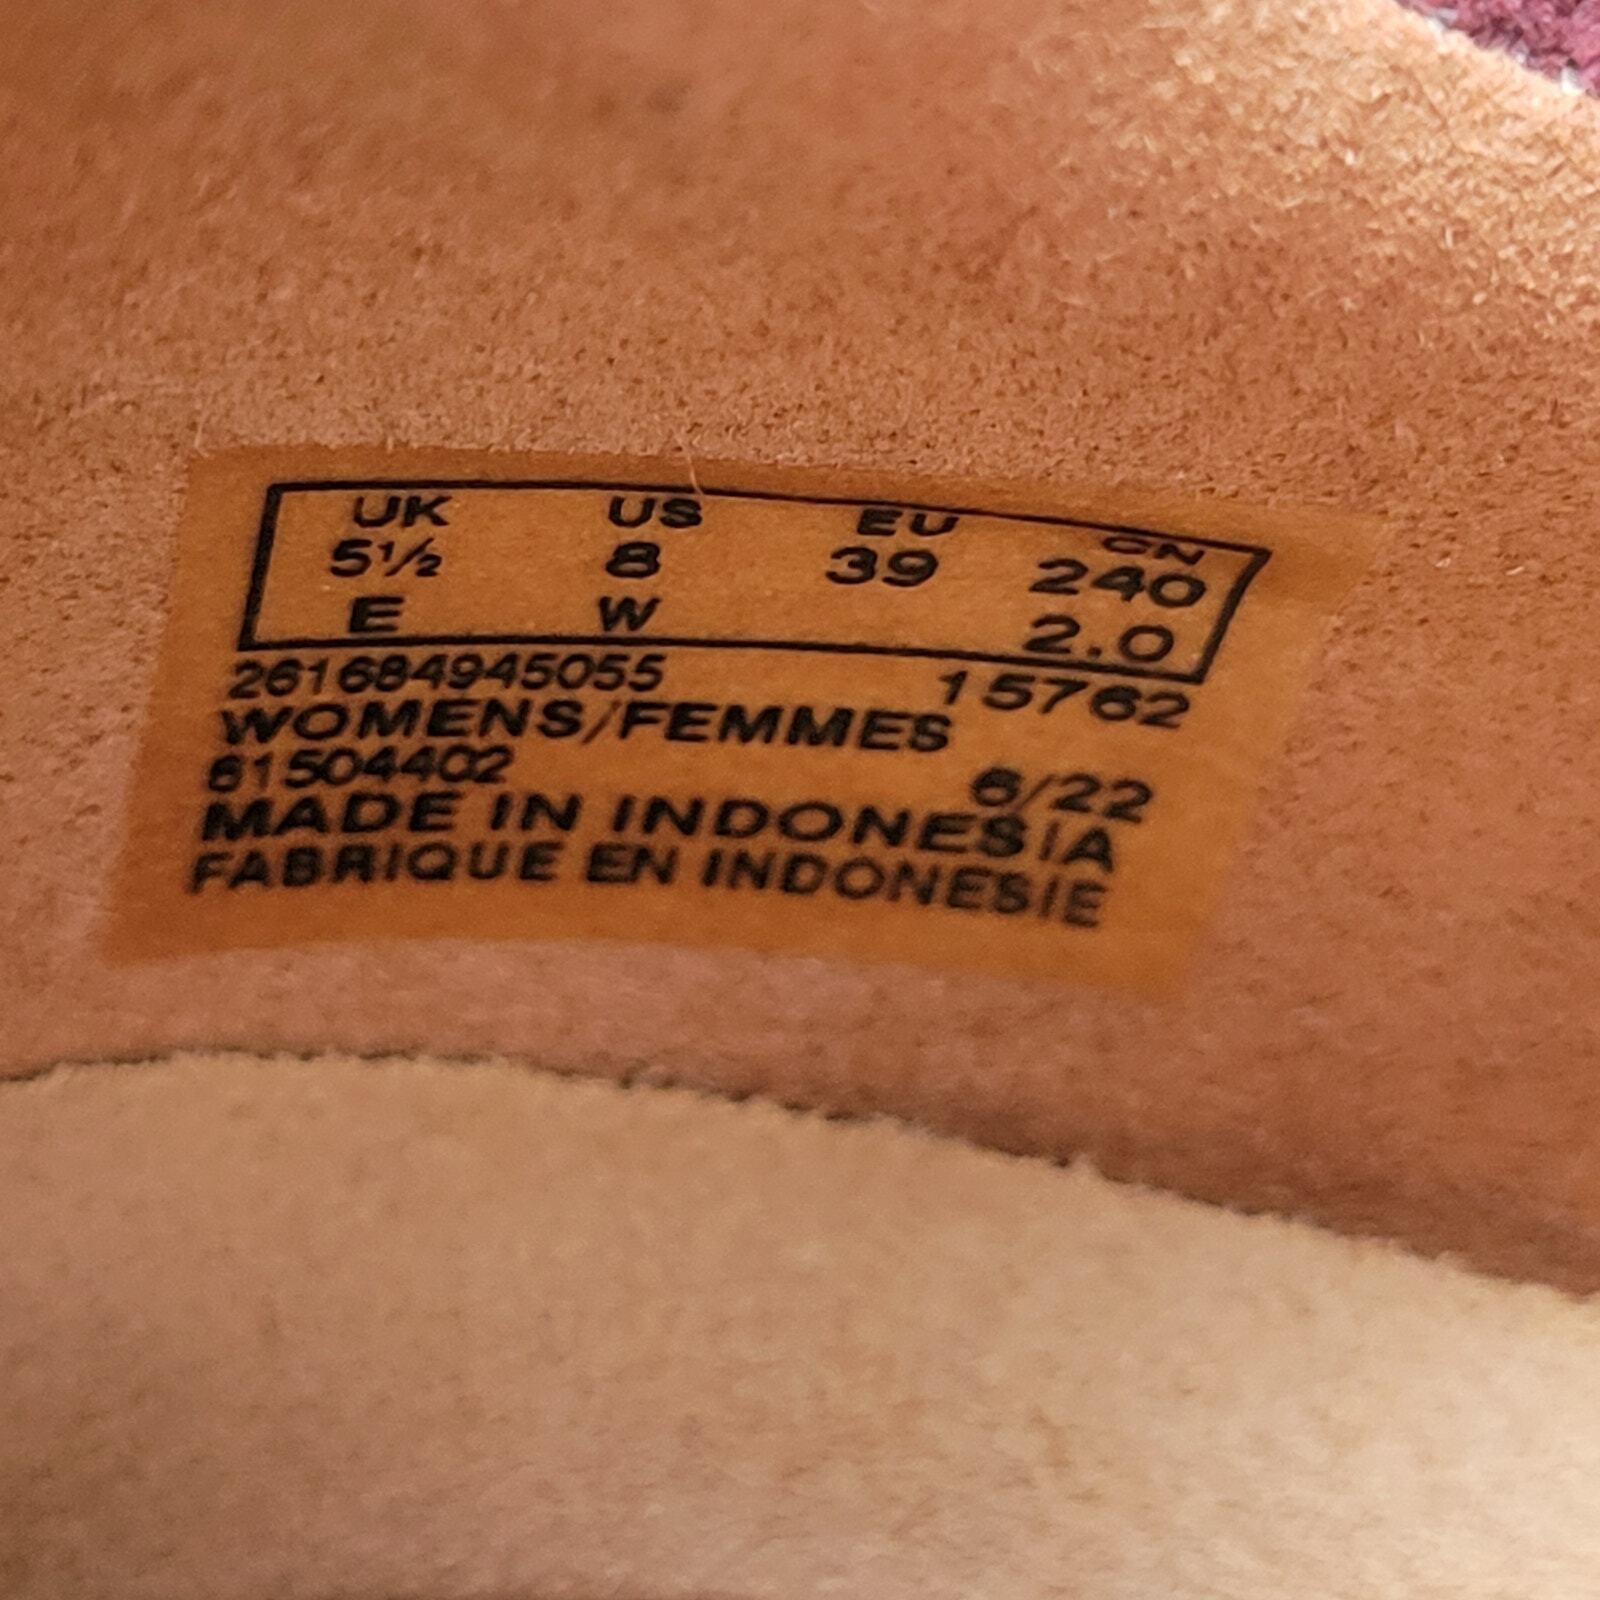 UK US EU CN
5½ 8 39 240
E W 2.0
261684945055 15762
WOMENS/FEMMES
61504402 6/22
MADE IN INDONESIA
FABRIQUE EN INDONESIE